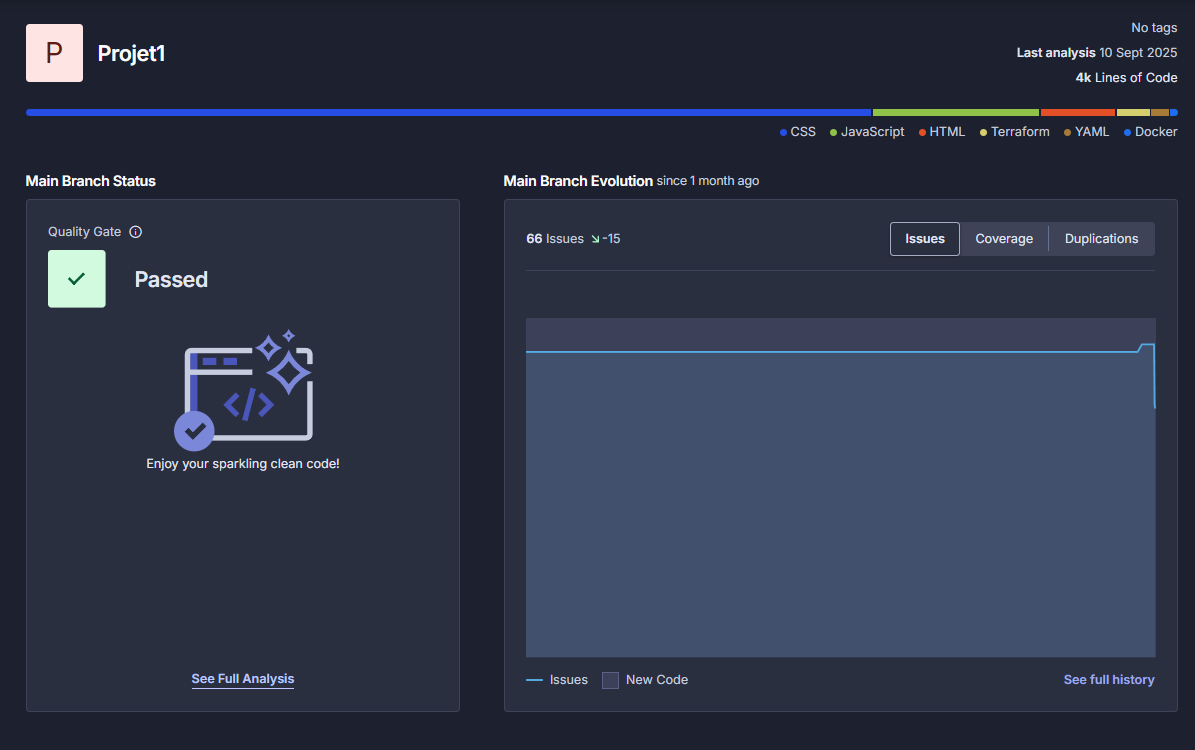 P
Projet1
No tags
Last analysis 10 Sept 2025
4k Lines of Code
CSS JavaScript HTML Terraform YAML Docker
Main Branch Status
Quality Gate
Passed
Enjoy your sparkling clean code!
See Full Analysis
Main Branch Evolution since 1 month ago
66 Issues -15
Issues Coverage Duplications
Issues New Code
See full history